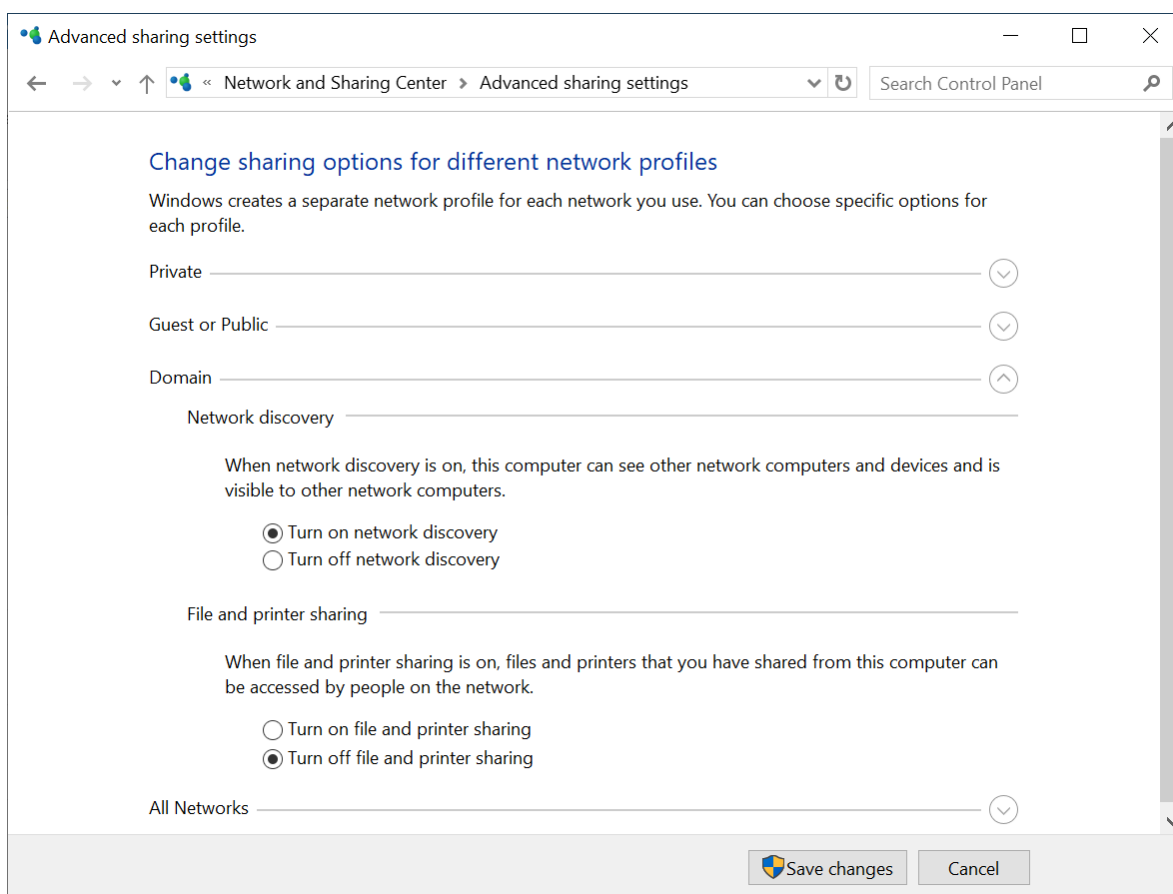 Advanced sharing settings
« Network and Sharing Center > Advanced sharing settings
Search Control Panel
Change sharing options for different network profiles
Windows creates a separate network profile for each network you use. You can choose specific options for
each profile.
Private
Guest or Public
Domain
Network discovery
When network discovery is on, this computer can see other network computers and devices and is
visible to other network computers.
Turn on network discovery
Turn off network discovery
File and printer sharing
When file and printer sharing is on, files and printers that you have shared from this computer can
be accessed by people on the network.
Turn on file and printer sharing
Turn off file and printer sharing
All Networks
Save changes
Cancel